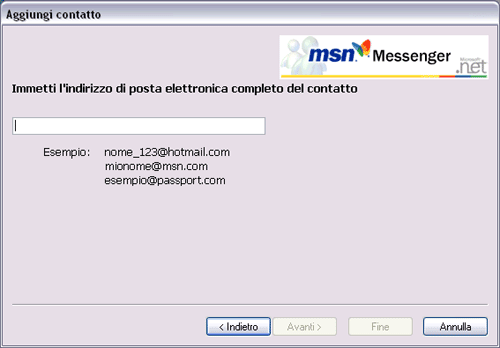 Aggiungi contatto
msn Messenger
Microsoft
.net
Immetti l'indirizzo di posta elettronica completo del contatto
Esempio: nome_123@hotmail.com
mionome@msn.com
esempio@passport.com
< Indietro Avanti > Fine Annulla